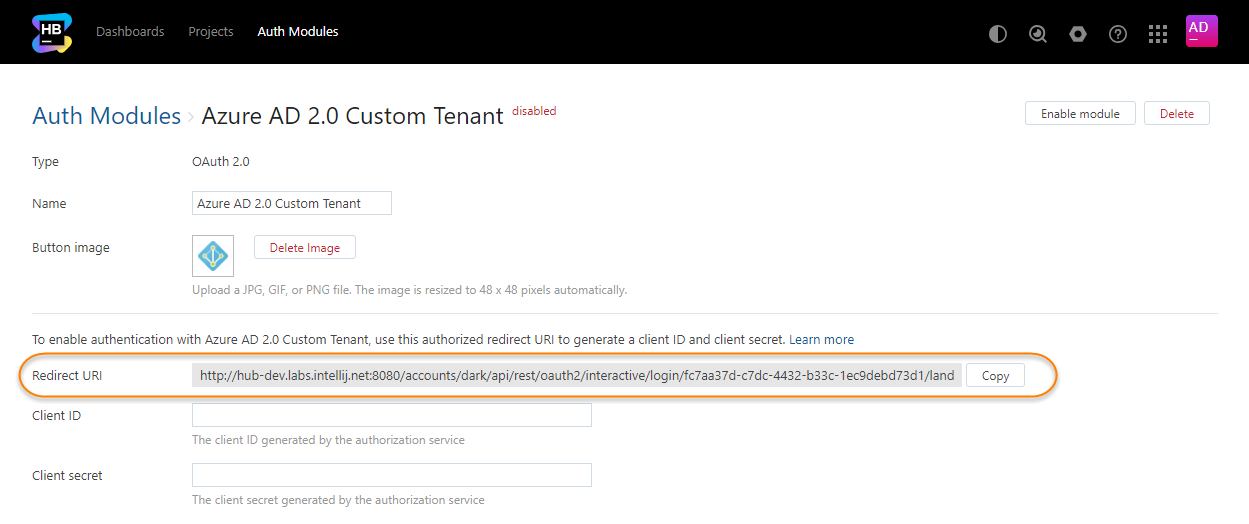 HB Dashboards Projects Auth Modules AD
Auth Modules › Azure AD 2.0 Custom Tenant disabled Enable module Delete
Type OAuth 2.0
Name Azure AD 2.0 Custom Tenant
Button image Delete Image
Upload a JPG, GIF, or PNG file. The image is resized to 48 x 48 pixels automatically.
To enable authentication with Azure AD 2.0 Custom Tenant, use this authorized redirect URI to generate a client ID and client secret. Learn more
Redirect URI http://hub-dev.labs.intellij.net:8080/accounts/dark/api/rest/oauth2/interactive/login/fc7aa37d-c7dc-4432-b33c-1ec9debd73d1/land Copy
Client ID
The client ID generated by the authorization service
Client secret
The client secret generated by the authorization service